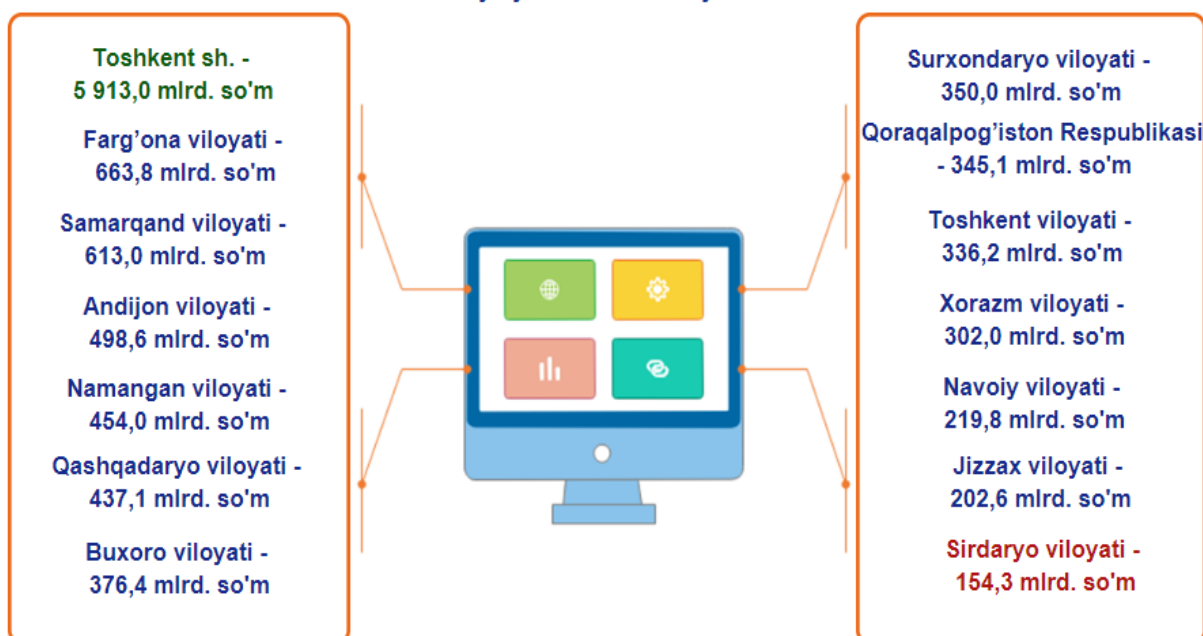 Toshkent sh. -
5 913,0 mlrd. so'm
Farg’ona viloyati -
663,8 mlrd. so'm
Samarqand viloyati -
613,0 mlrd. so'm
Andijon viloyati -
498,6 mlrd. so'm
Namangan viloyati -
454,0 mlrd. so'm
Qashqadaryo viloyati -
437,1 mlrd. so'm
Buxoro viloyati -
376,4 mlrd. so'm
Surxondaryo viloyati -
350,0 mlrd. so'm
Qoraqalpog’iston Respublikasi
- 345,1 mlrd. so'm
Toshkent viloyati -
336,2 mlrd. so'm
Xorazm viloyati -
302,0 mlrd. so'm
Navoiy viloyati -
219,8 mlrd. so'm
Jizzax viloyati -
202,6 mlrd. so'm
Sirdaryo viloyati -
154,3 mlrd. so'm